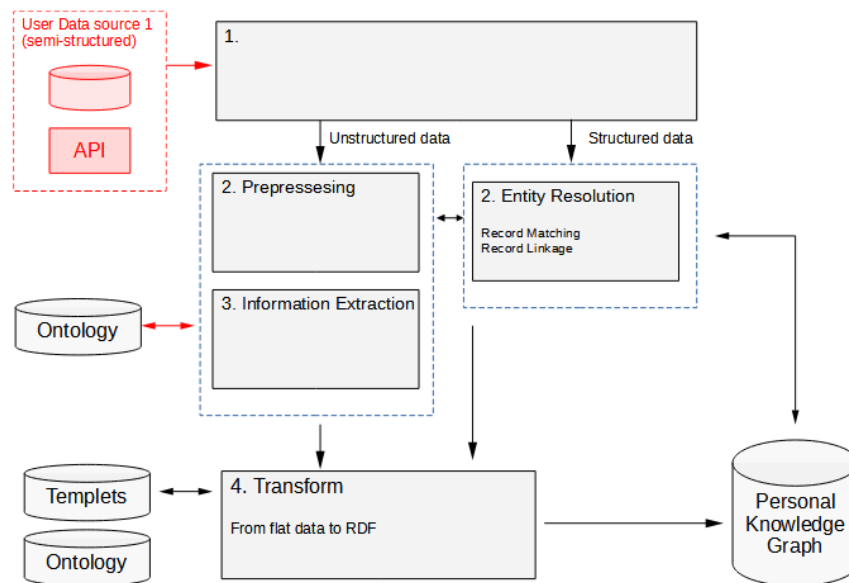 User Data source 1
(semi-structured)
API
1.
Unstructured data
Structured data
2. Prepressesing
2. Entity Resolution
Record Matching
Record Linkage
3. Information Extraction
Ontology
Templets
Ontology
4. Transform
From flat data to RDF
Personal
Knowledge
Graph